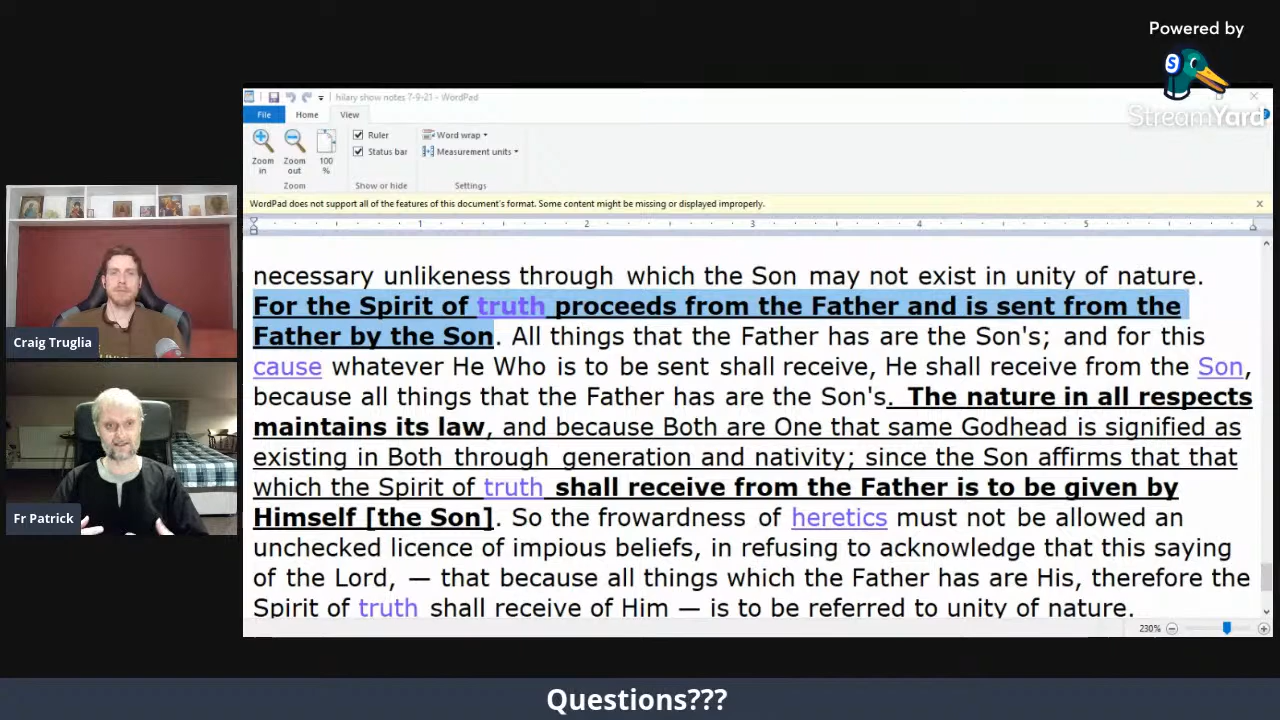 Powered by
StreamYard
hilary show notes 7-9-21 - WordPad
File Home View
Zoom in
Zoom out
100 %
Ruler
Status bar
Word wrap
Measurement units
Zoom
Show or hide
Settings
WordPad does not support all of the features of this document's format. Some content might be missing or displayed improperly.
1 2 3 4 5
necessary unlikeness through which the Son may not exist in unity of nature.
For the Spirit of truth proceeds from the Father and is sent from the
Father by the Son. All things that the Father has are the Son's; and for this
cause whatever He Who is to be sent shall receive, He shall receive from the Son,
because all things that the Father has are the Son's. The nature in all respects
maintains its law, and because Both are One that same Godhead is signified as
existing in Both through generation and nativity; since the Son affirms that that
which the Spirit of truth shall receive from the Father is to be given by
Himself [the Son]. So the frowardness of heretics must not be allowed an
unchecked licence of impious beliefs, in refusing to acknowledge that this saying
of the Lord, — that because all things which the Father has are His, therefore the
Spirit of truth shall receive of Him — is to be referred to unity of nature.
230%
Craig Truglia
Fr Patrick
Questions???